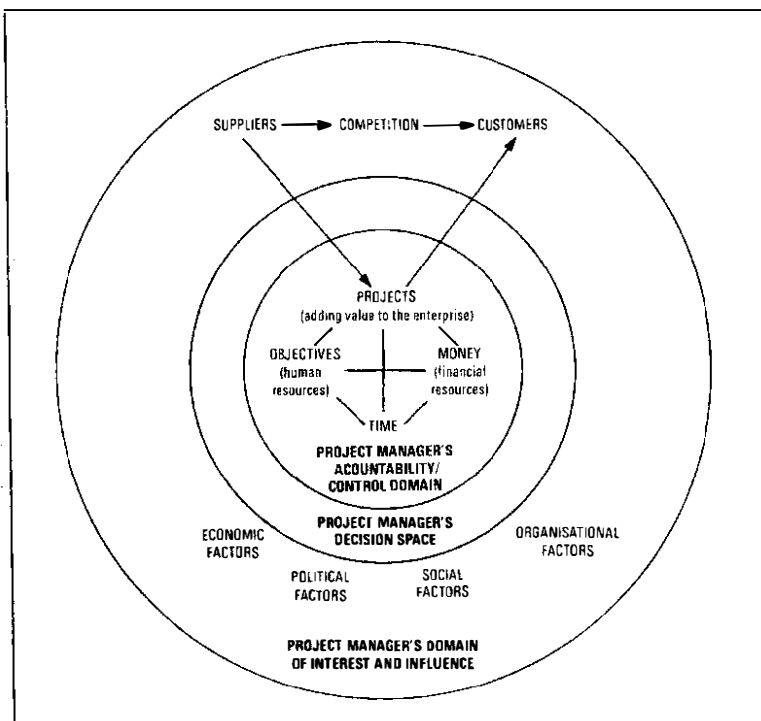 SUPPLIERS COMPETITION CUSTOMERS
PROJECTS
(adding value to the enterprise)
OBJECTIVES
(human
resources)
MONEY
(financial
resources)
TIME
PROJECT MANAGER'S
ACOUNTABILITY/
CONTROL DOMAIN
PROJECT MANAGER'S
DECISION SPACE
ECONOMIC
FACTORS
POLITICAL
FACTORS
SOCIAL
FACTORS
ORGANISATIONAL
FACTORS
PROJECT MANAGER'S DOMAIN
OF INTEREST AND INFLUENCE